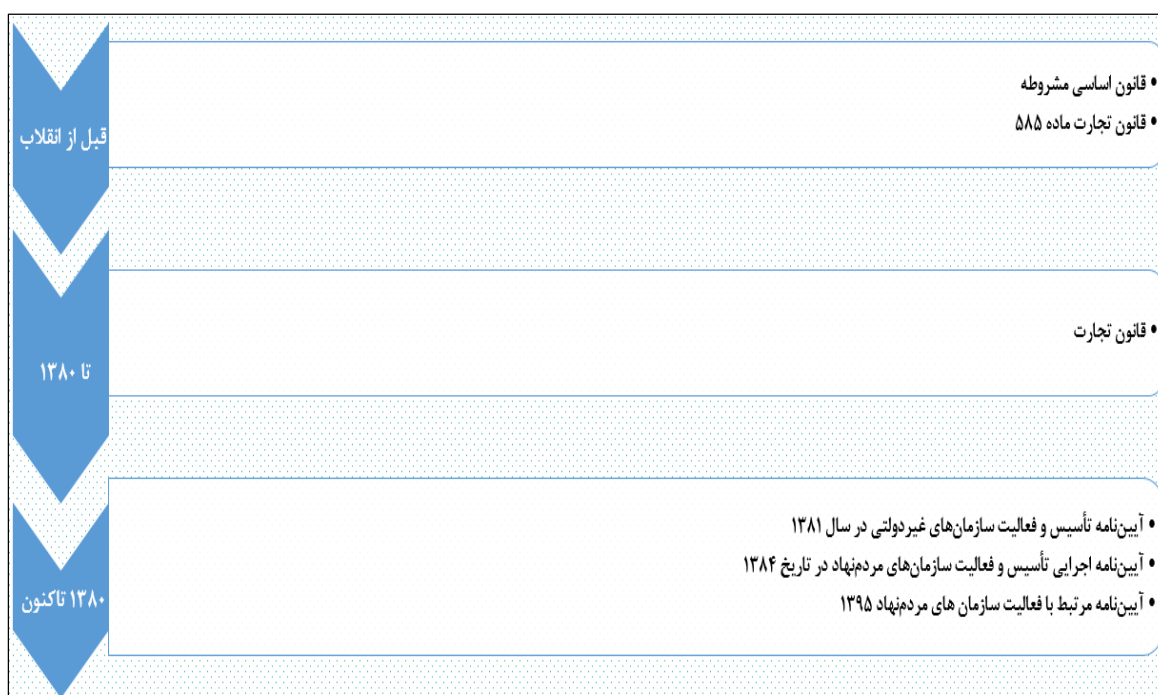 قبل از انقلاب
• قانون اساسی مشروطه
• قانون تجارت ماده ۵۸۵
تا ۱۳۸۰
• قانون تجارت
۱۳۸۰ تاکنون
• آیین‌نامه تأسیس و فعالیت سازمان‌های غیردولتی در سال ۱۳۸۱
• آیین‌نامه اجرایی تأسیس و فعالیت سازمان‌های مردم‌نهاد در تاریخ ۱۳۸۴
• آیین‌نامه مرتبط با فعالیت سازمان های مردم‌نهاد ۱۳۹۵